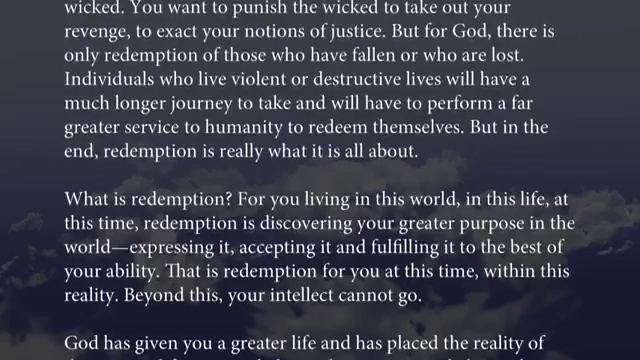 wicked. You want to punish the wicked to take out your
revenge, to exact your notions of justice. But for God, there is
only redemption of those who have fallen or who are lost.
Individuals who live violent or destructive lives will have a
much longer journey to take and will have to perform a far
greater service to humanity to redeem themselves. But in the
end, redemption is really what it is all about.
What is redemption? For you living in this world, in this life, at
this time, redemption is discovering your greater purpose in the
world—expressing it, accepting it and fulfilling it to the best of
your ability. That is redemption for you at this time, within this
reality. Beyond this, your intellect cannot go.
God has given you a greater life and has placed the reality of